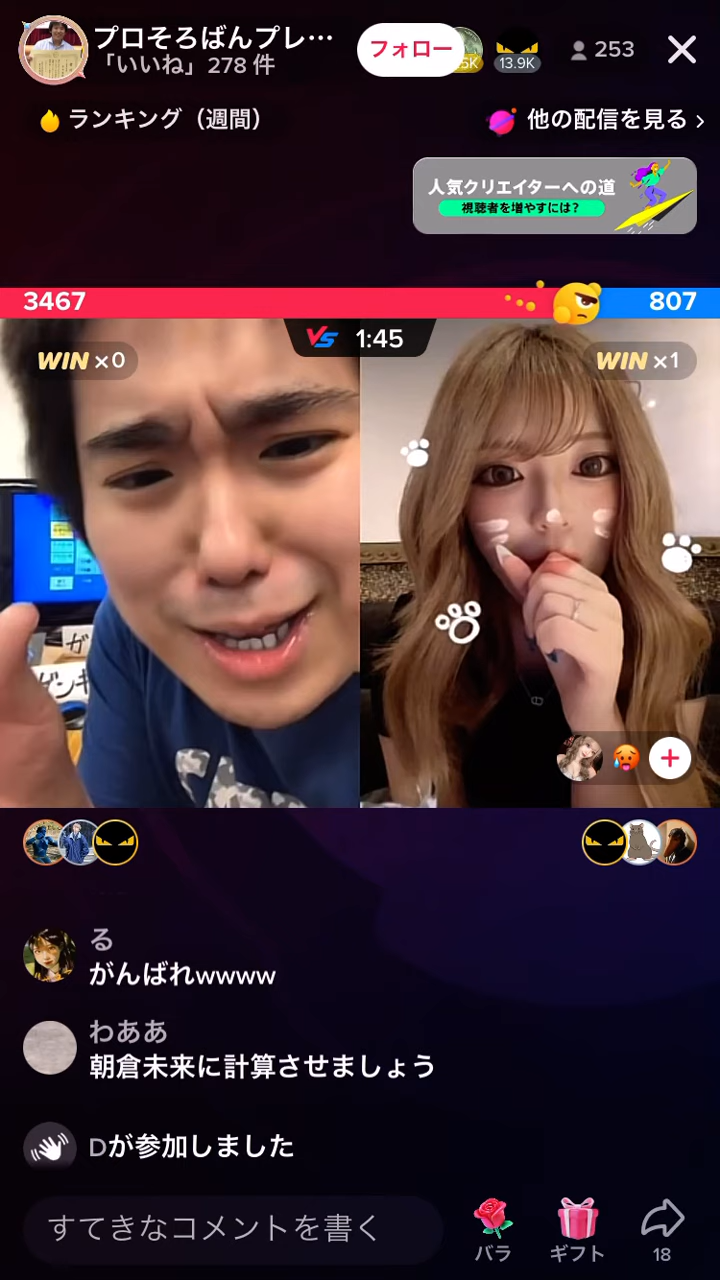 プロそろばんプレ…
「いいね」278 件
フォロー
5K
13.9K
253
ランキング（週間）
他の配信を見る
人気クリエイターへの道
視聴者を増やすには？
3467
807
VS 1:45
WIN ×0
WIN ×1
ガ
る
がんばれwwww
わああ
朝倉未来に計算させましょう
Dが参加しました
すてきなコメントを書く
バラ
ギフト
18